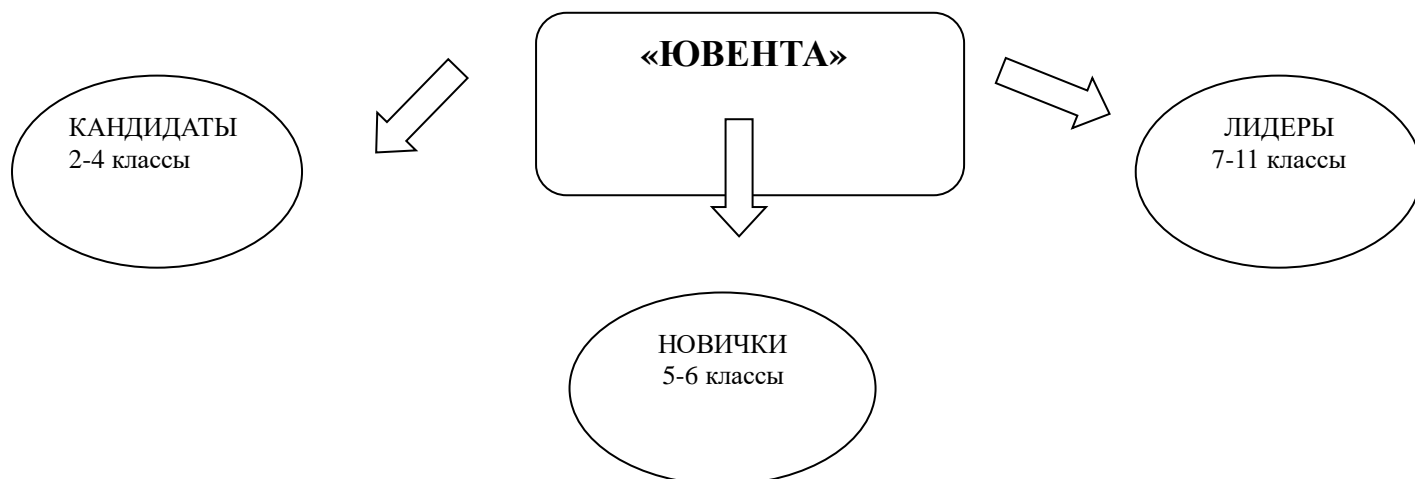 «ЮВЕНТА»
КАНДИДАТЫ
2-4 классы
ЛИДЕРЫ
7-11 классы
НОВИЧКИ
5-6 классы